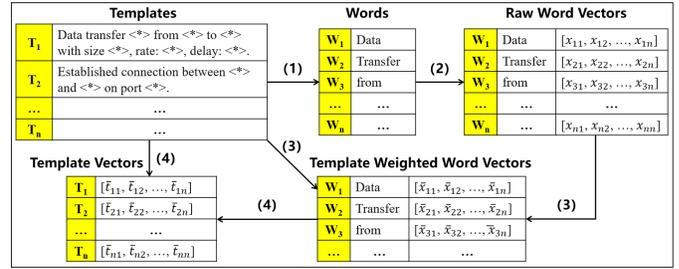 Templates
T1 Data transfer <*> from <*> to <*>
with size <*>, rate: <*>, delay: <*>.
T2 Established connection between <*>
and <*> on port <*>.
... ...
Tn ...
(1)
Words
W1 Data
W2 Transfer
W3 from
... ...
Wn ...
(2)
Raw Word Vectors
W1 Data [x11, x12, ..., x1n]
W2 Transfer [x21, x22, ..., x2n]
W3 from [x31, x32, ..., x3n]
... ... ...
Wn ... [xn1, xn2, ..., xnn]
(3)
(4)
Template Vectors
T1 [t̄11, t̄12, ..., t̄1n]
T2 [t̄21, t̄22, ..., t̄2n]
... ...
Tn [t̄n1, t̄n2, ..., t̄nn]
(4)
Template Weighted Word Vectors
W1 Data [x̄11, x̄12, ..., x̄1n]
W2 Transfer [x̄21, x̄22, ..., x̄2n]
W3 from [x̄31, x̄32, ..., x̄3n]
... ... ...
(3)